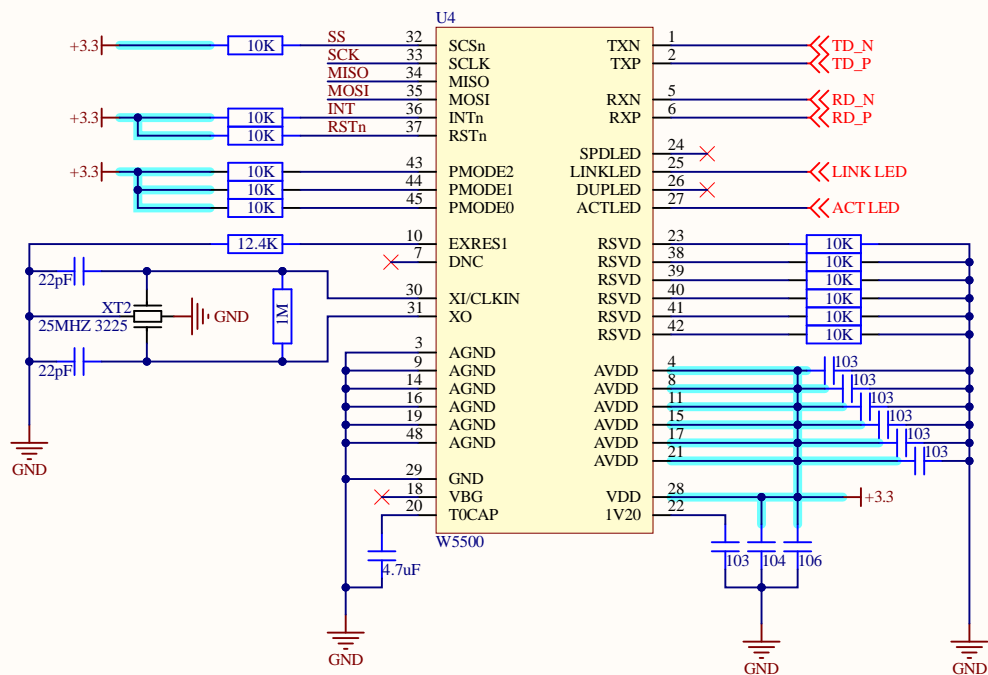 U4
+3.3 10K SS 32 SCSn TXN 1 TD_N
SCK 33 SCLK TXP 2 TD_P
MISO 34 MISO
MOSI 35 MOSI RXN 5 RD_N
+3.3 10K INT 36 INTn RXP 6 RD_P
10K RSTn 37 RSTn
SPDLED 24
+3.3 10K 43 PMODE2 LINKLED 25 LINK LED
10K 44 PMODE1 DUPLED 26
10K 45 PMODE0 ACTLED 27 ACT LED
12.4K 10 EXRES1 RSVD 23 10K
7 DNC RSVD 38 10K
22pF RSVD 39 10K
30 XI/CLKIN RSVD 40 10K
XT2 GND 1M 31 XO RSVD 41 10K
25MHZ 3225 RSVD 42 10K
3 AGND
22pF 9 AGND AVDD 4 103
14 AGND AVDD 8 103
16 AGND AVDD 11 103
19 AGND AVDD 15 103
48 AGND AVDD 17 103
GND AVDD 21 103
29 GND
18 VBG VDD 28 +3.3
20 T0CAP 1V20 22
W5500
4.7uF 103 104 106
GND GND GND